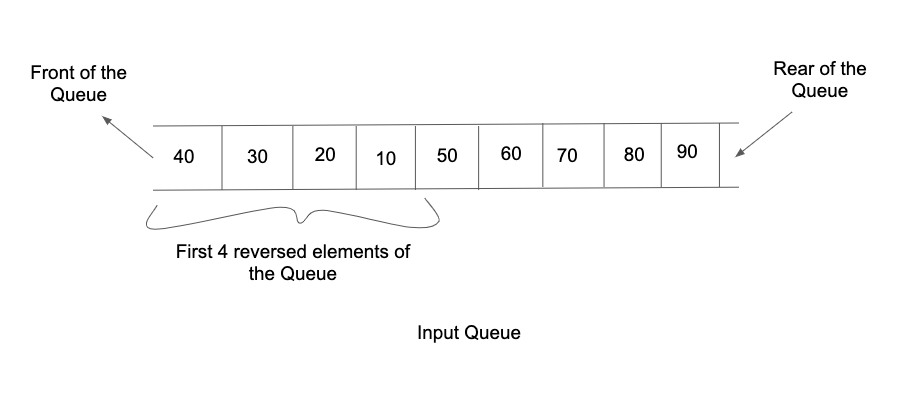 Front of the
Queue
Rear of the
Queue
40 30 20 10 50 60 70 80 90
First 4 reversed elements of
the Queue
Input Queue